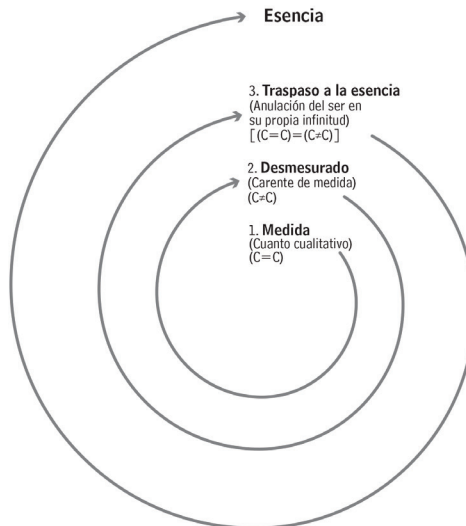 Esencia
3. Traspaso a la esencia
(Anulación del ser en
su propia infinitud)
[(C=C)=(C≠C)]
2. Desmesurado
(Carente de medida)
(C≠C)
1. Medida
(Cuanto cualitativo)
(C=C)